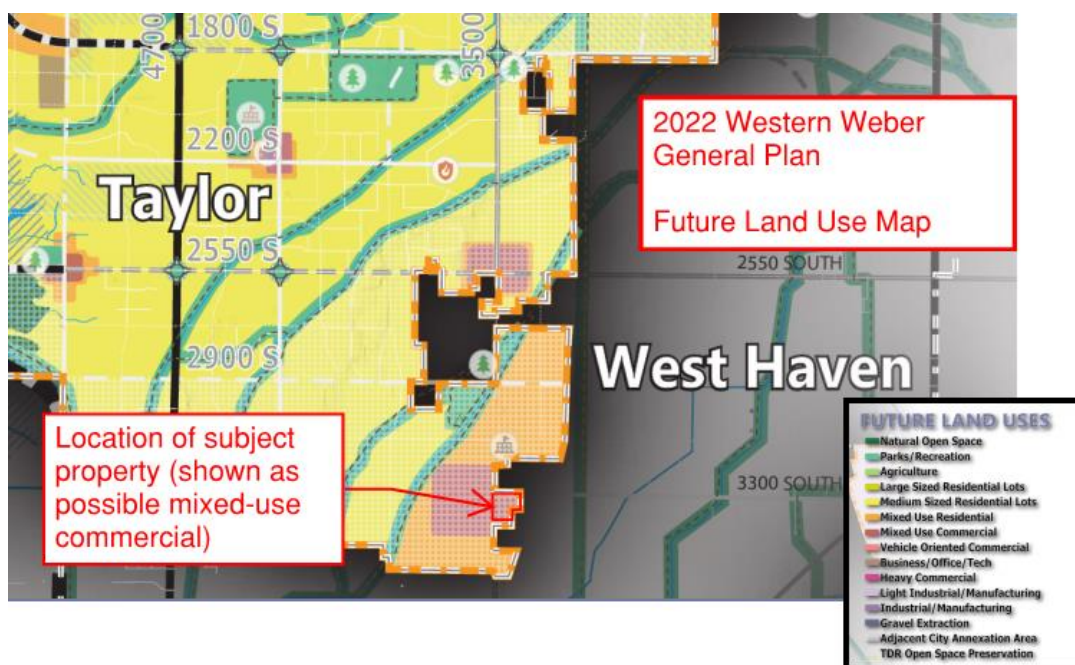 1800 S
4700
3500
2022 Western Weber
General Plan
Future Land Use Map
2200 S
Taylor
2550 S
2550 SOUTH
2900 S
West Haven
Location of subject
property (shown as
possible mixed-use
commercial)
3300 SOUTH
FUTURE LAND USES
Natural Open Space
Parks/Recreation
Agriculture
Large Sized Residential Lots
Medium Sized Residential Lots
Mixed Use Residential
Mixed Use Commercial
Vehicle Oriented Commercial
Business/Office/Tech
Heavy Commercial
Light Industrial/Manufacturing
Industrial/Manufacturing
Gravel Extraction
Adjacent City Annexation Area
TDR Open Space Preservation